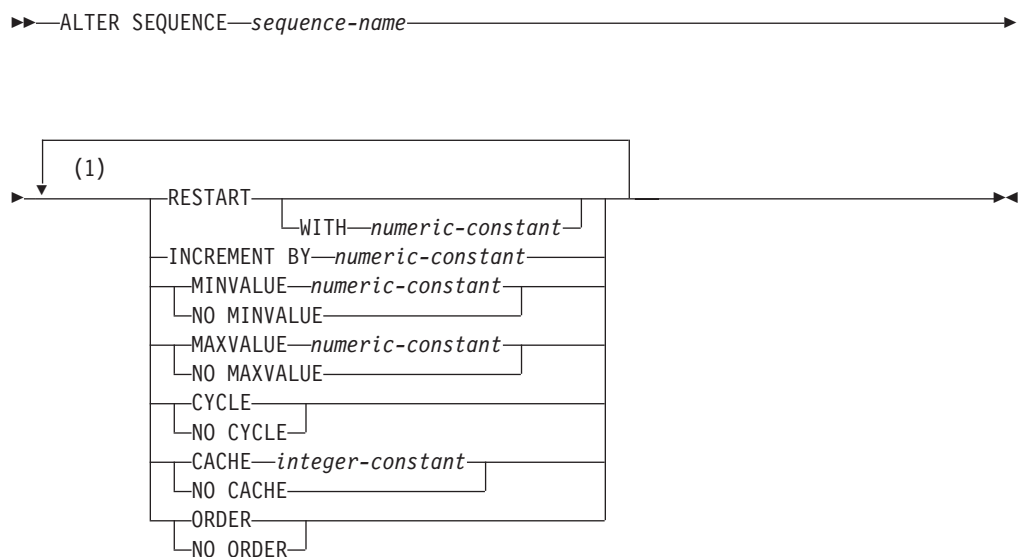 ALTER SEQUENCE sequence-name
(1)
RESTART
WITH numeric-constant
INCREMENT BY numeric-constant
MINVALUE numeric-constant
NO MINVALUE
MAXVALUE numeric-constant
NO MAXVALUE
CYCLE
NO CYCLE
CACHE integer-constant
NO CACHE
ORDER
NO ORDER